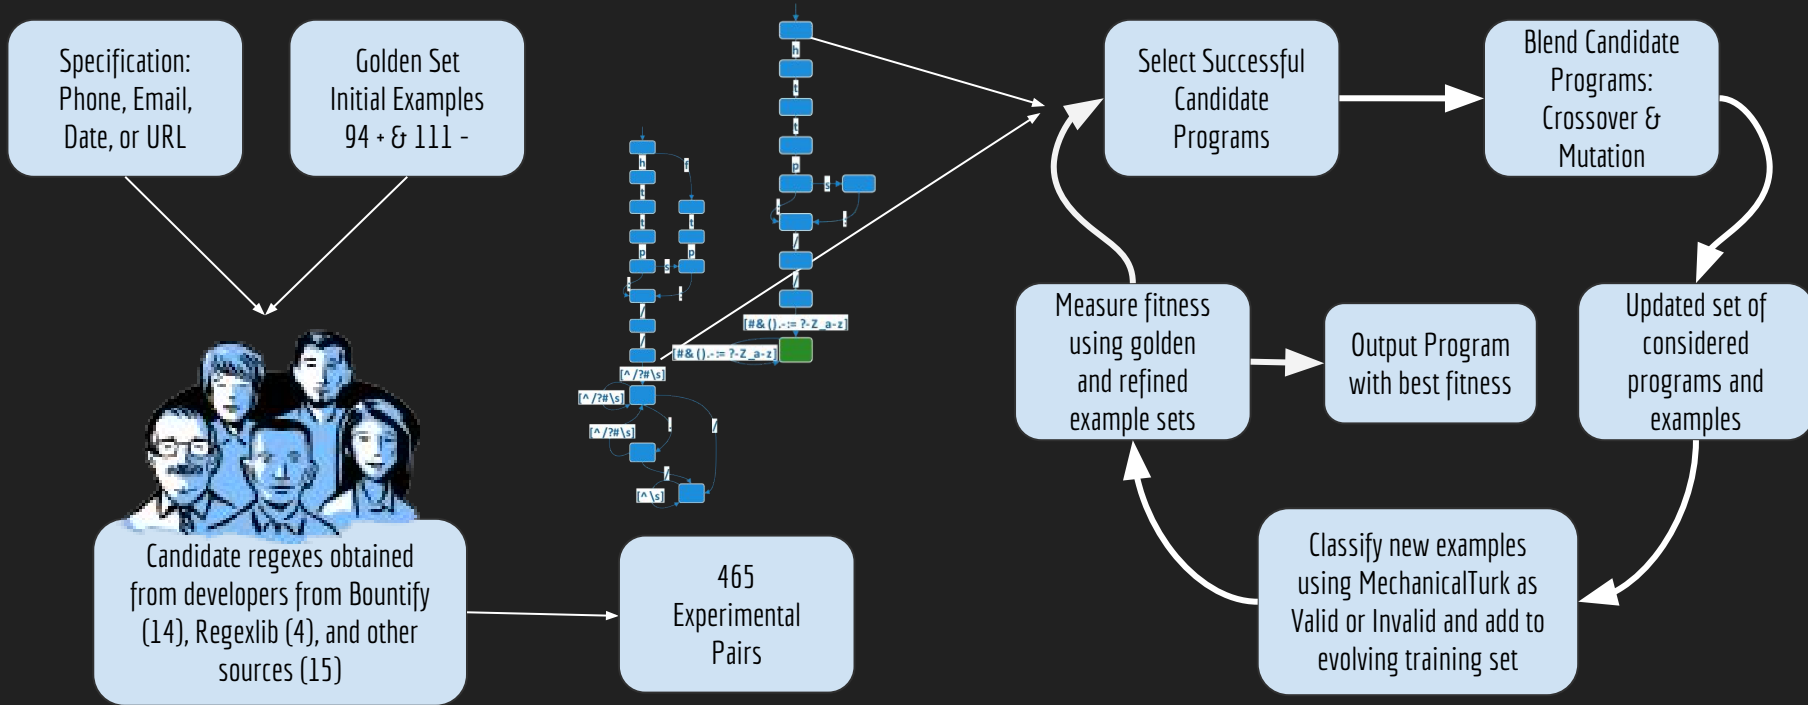 Specification:
Phone, Email,
Date, or URL
Golden Set
Initial Examples
94 + & 111 -
Candidate regexes obtained
from developers from Bountify
(14), Regexlib (4), and other
sources (15)
465
Experimental
Pairs
h
t
t
p
s
:
:
/
/
f
t
p
s
:
:
/
/
[^/?#\s]
[^/?#\s]
[^/?#\s]
.
/
/
[^\s]
h
t
t
p
s
:
:
/
/
[#&().-:=?-Z_a-z]
[#&().-:=?-Z_a-z]
Select Successful
Candidate
Programs
Blend Candidate
Programs:
Crossover &
Mutation
Updated set of
considered
programs and
examples
Classify new examples
using MechanicalTurk as
Valid or Invalid and add to
evolving training set
Measure fitness
using golden
and refined
example sets
Output Program
with best fitness